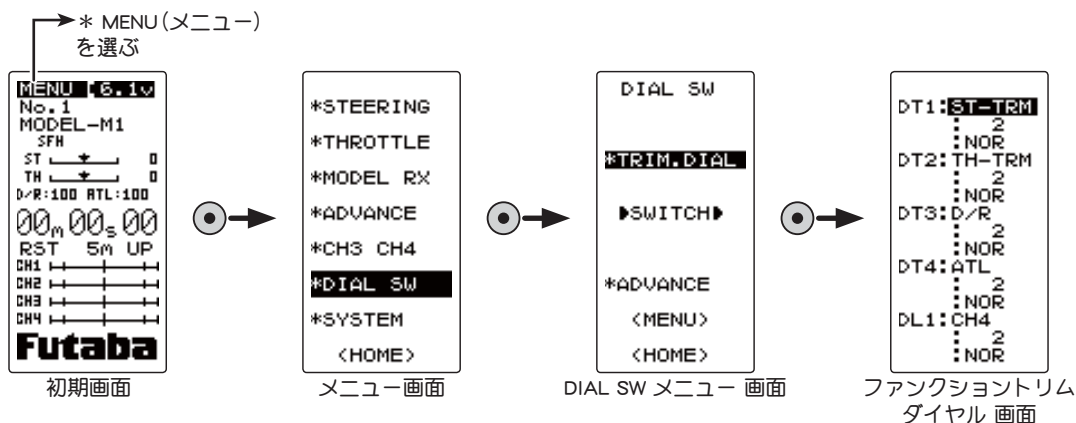 * MENU(メニュー)
を選ぶ
MENU 6.1v
No.1
MODEL-M1
SFH
ST 0
TH 0
D/R:100 ATL:100
00m00s00
RST 5m UP
CH1
CH2
CH3
CH4
Futaba
初期画面
*STEERING
*THROTTLE
*MODEL RX
*ADVANCE
*CH3 CH4
*DIAL SW
*SYSTEM
<HOME>
メニュー画面
DIAL SW
*TRIM.DIAL
▶SWITCH▶
*ADVANCE
<MENU>
<HOME>
DIAL SW メニュー 画面
DT1:ST-TRM
: 2
:NOR
DT2:TH-TRM
: 2
:NOR
DT3:D/R
: 2
:NOR
DT4:ATL
: 2
:NOR
DL1:CH4
: 2
:NOR
ファンクショントリム
ダイヤル 画面